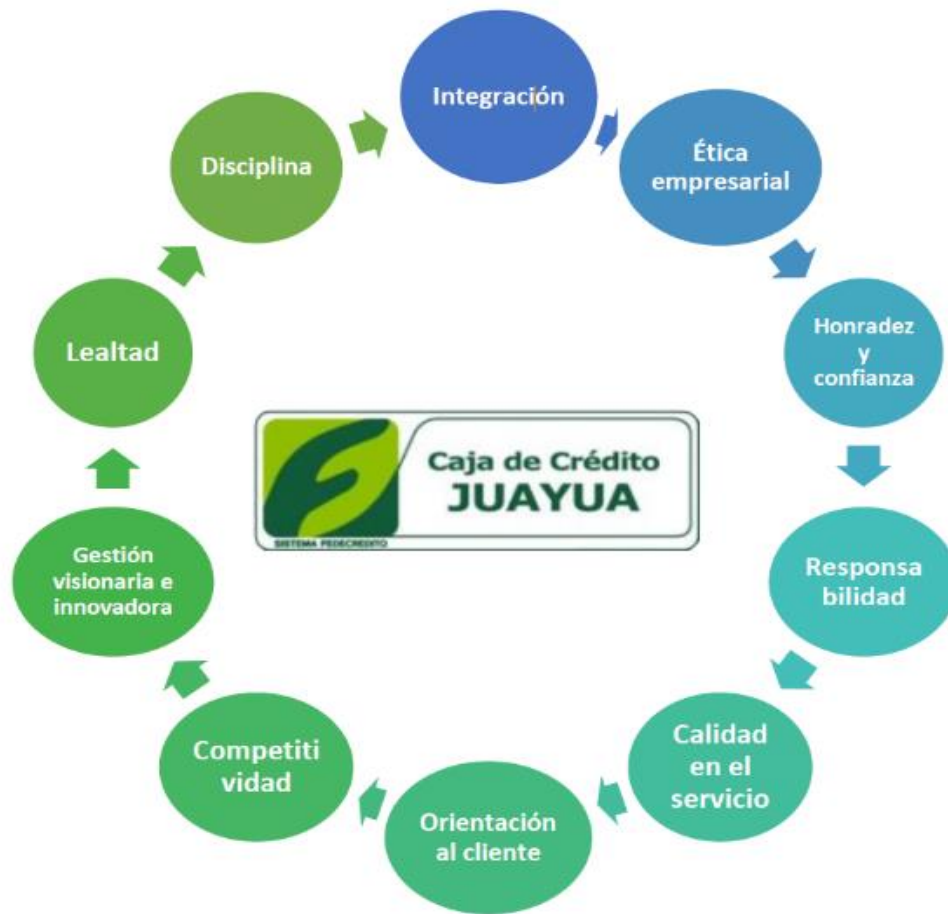 Integración
Ética
empresarial
Honradez
y
confianza
Responsa
bilidad
Calidad
en el
servicio
Orientación
al cliente
Competiti
vidad
Gestión
visionaria e
innovadora
Lealtad
Disciplina
Caja de Crédito
JUAYUA
SISTEMA FEDECREDITO